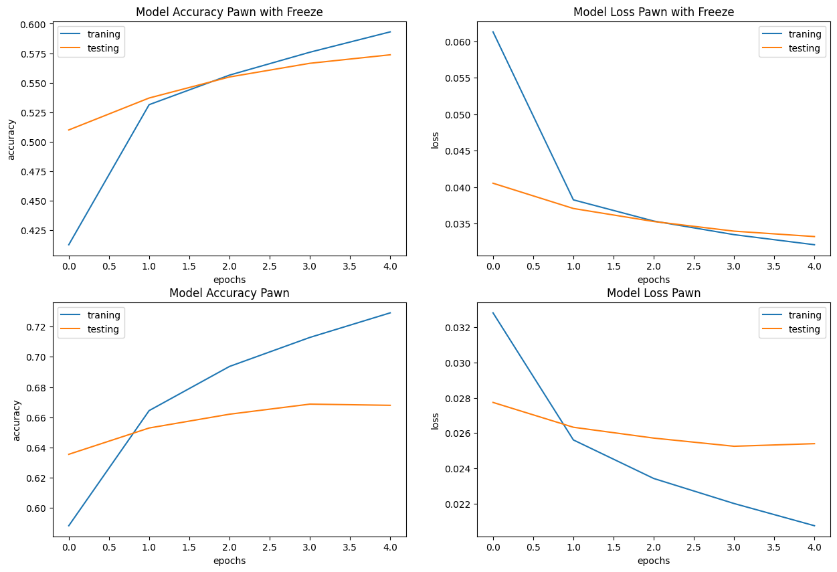 Model Accuracy Pawn with Freeze
traning
testing
0.600
0.575
0.550
0.525
0.500
0.475
0.450
0.425
accuracy
0.0 0.5 1.0 1.5 2.0 2.5 3.0 3.5 4.0
epochs
Model Loss Pawn with Freeze
traning
testing
0.060
0.055
0.050
0.045
0.040
0.035
loss
0.0 0.5 1.0 1.5 2.0 2.5 3.0 3.5 4.0
epochs
Model Accuracy Pawn
traning
testing
0.72
0.70
0.68
0.66
0.64
0.62
0.60
accuracy
0.0 0.5 1.0 1.5 2.0 2.5 3.0 3.5 4.0
epochs
Model Loss Pawn
traning
testing
0.032
0.030
0.028
0.026
0.024
0.022
loss
0.0 0.5 1.0 1.5 2.0 2.5 3.0 3.5 4.0
epochs